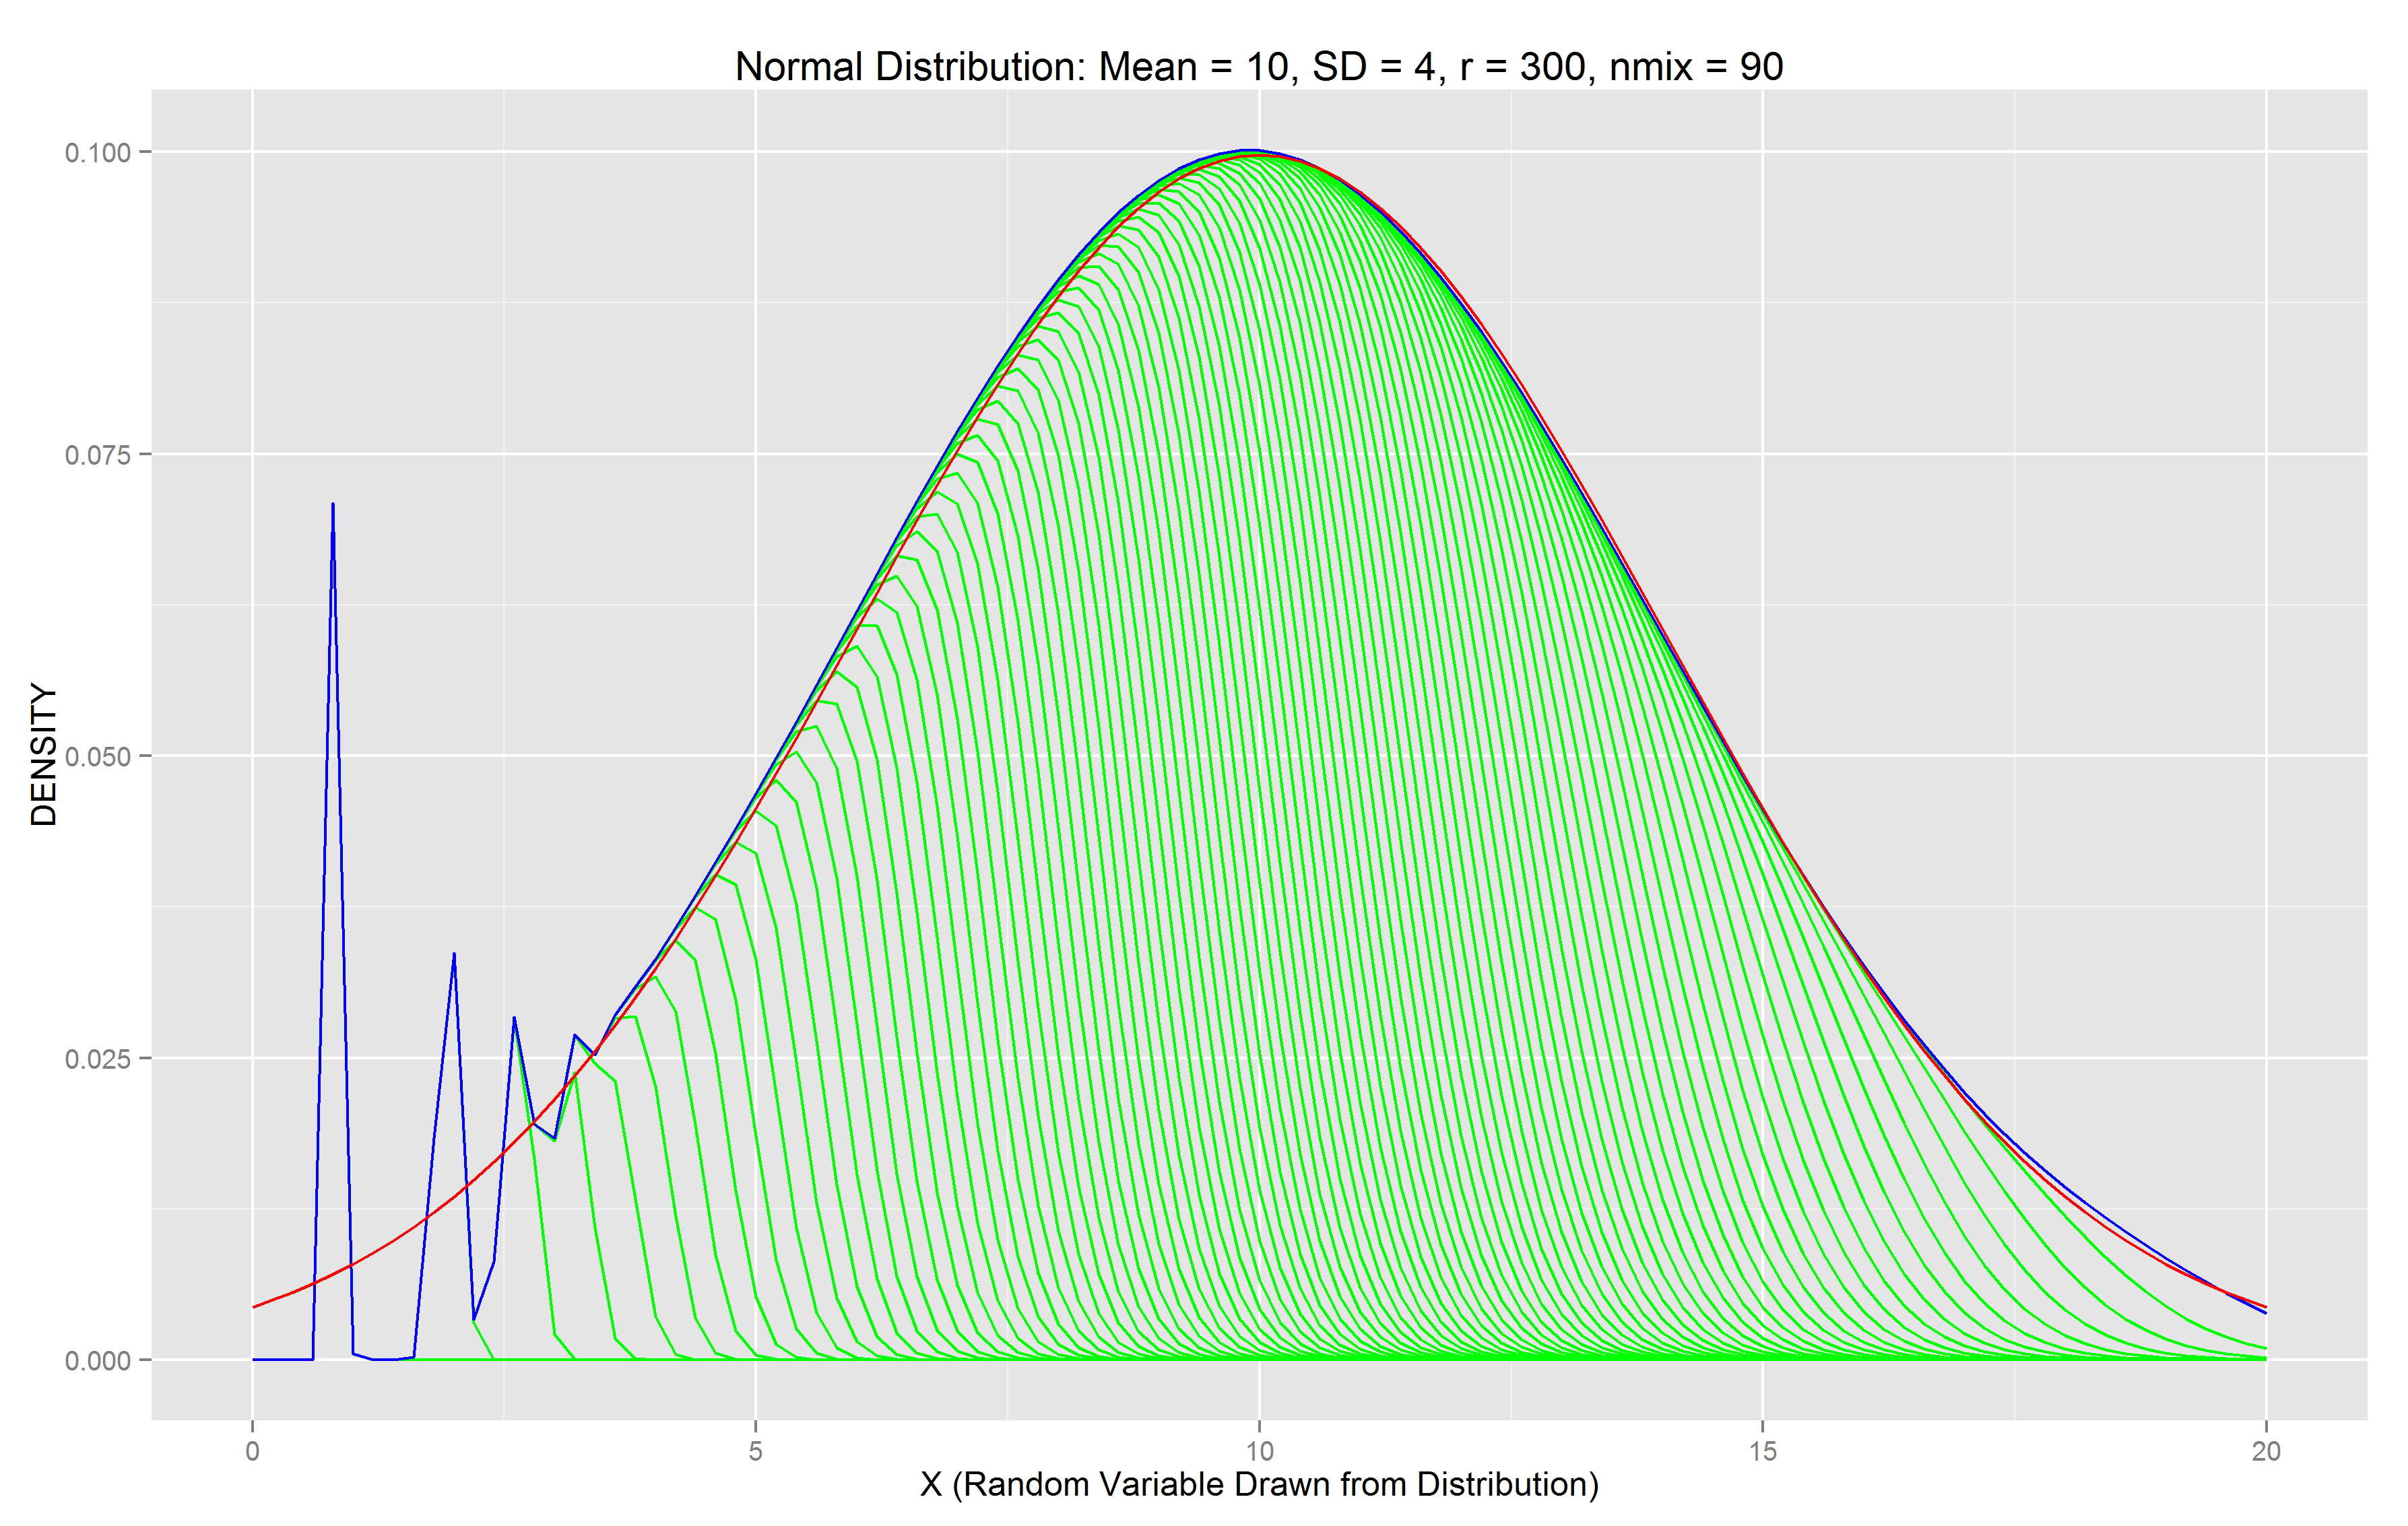 Normal Distribution: Mean = 10, SD = 4, r = 300, nmix = 90
DENSITY
0.100
0.075
0.050
0.025
0.000
0 5 10 15 20
X (Random Variable Drawn from Distribution)